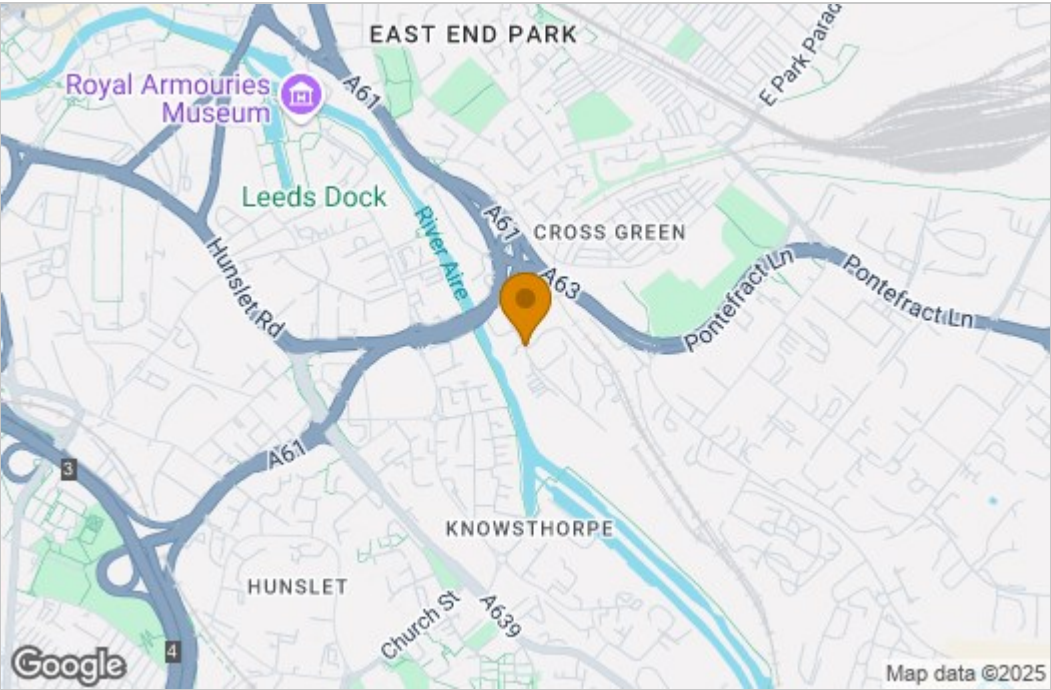 EAST END PARK
E Park Parad
Royal Armouries
Museum
A61
Leeds Dock
River Aire
A61
CROSS GREEN
A63
Hunslet Rd
Pontefract Ln
Pontefract Ln
A61
3
KNOWSTHORPE
HUNSLET
Church St
A639
4
Google
Map data ©2025